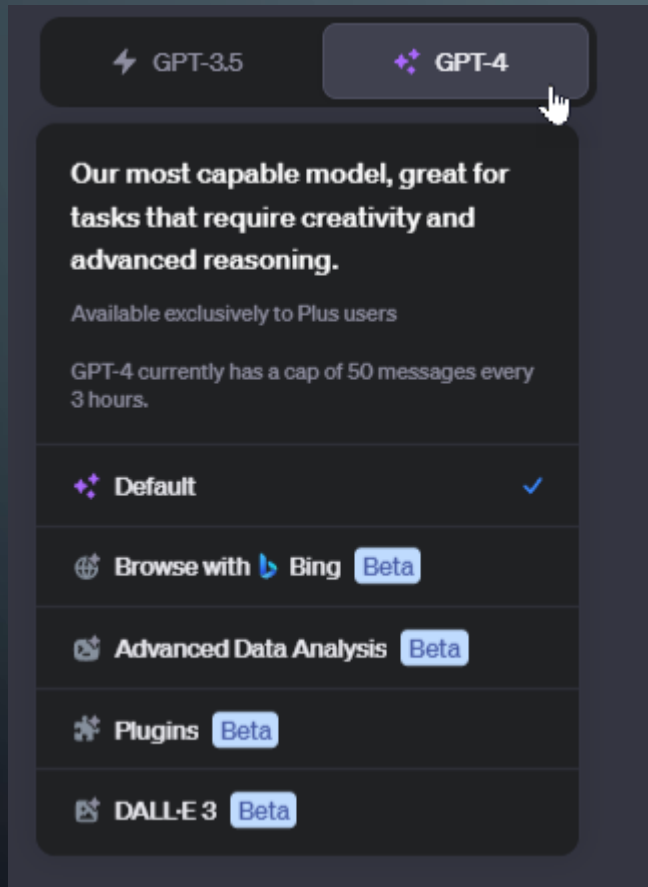 GPT-3.5 GPT-4
Our most capable model, great for
tasks that require creativity and
advanced reasoning.
Available exclusively to Plus users
GPT-4 currently has a cap of 50 messages every
3 hours.
Default
Browse with Bing Beta
Advanced Data Analysis Beta
Plugins Beta
DALL·E 3 Beta